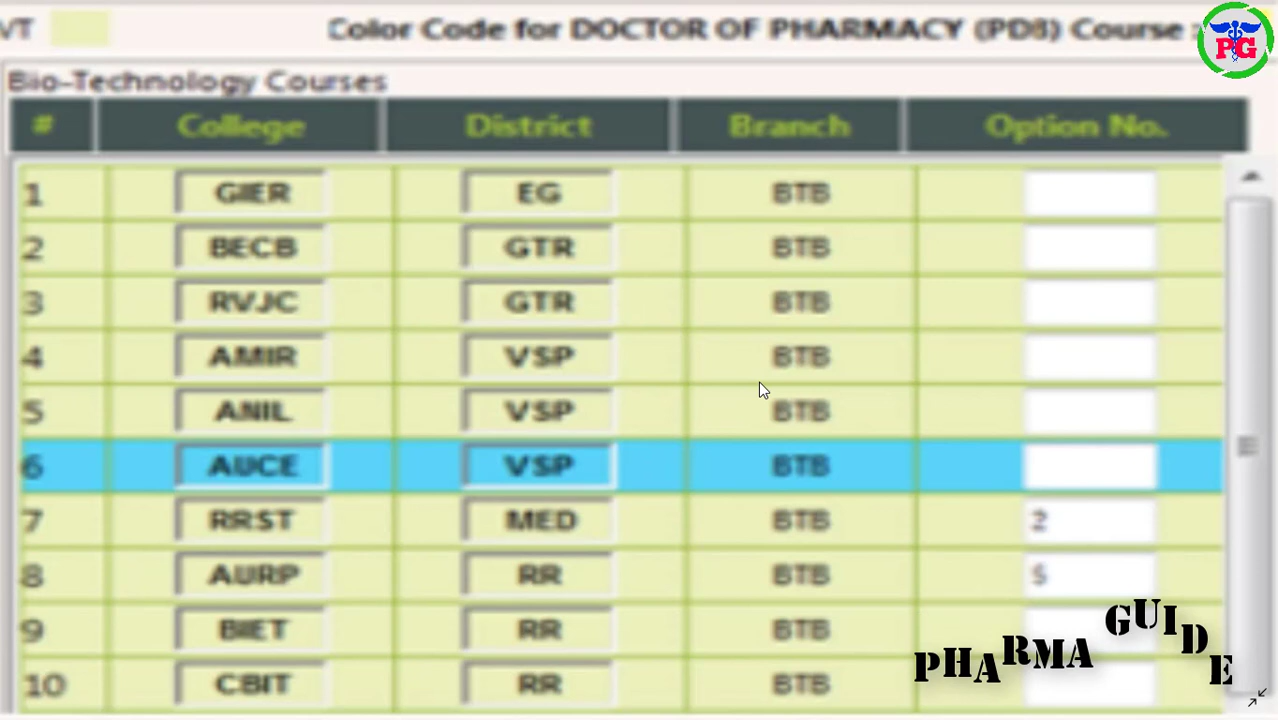 VT Color Code for DOCTOR OF PHARMACY (PD8) Course :
PG
Bio-Technology Courses
# College District Branch Option No.
1 GIER EG BTB
2 BECB GTR BTB
3 RVJC GTR BTB
4 AMIR VSP BTB
5 ANIL VSP BTB
6 AUCE VSP BTB
7 RRST MED BTB 2
8 AURP RR BTB 5
9 BIET RR BTB
10 CBIT RR BTB
PHARMA GUIDE